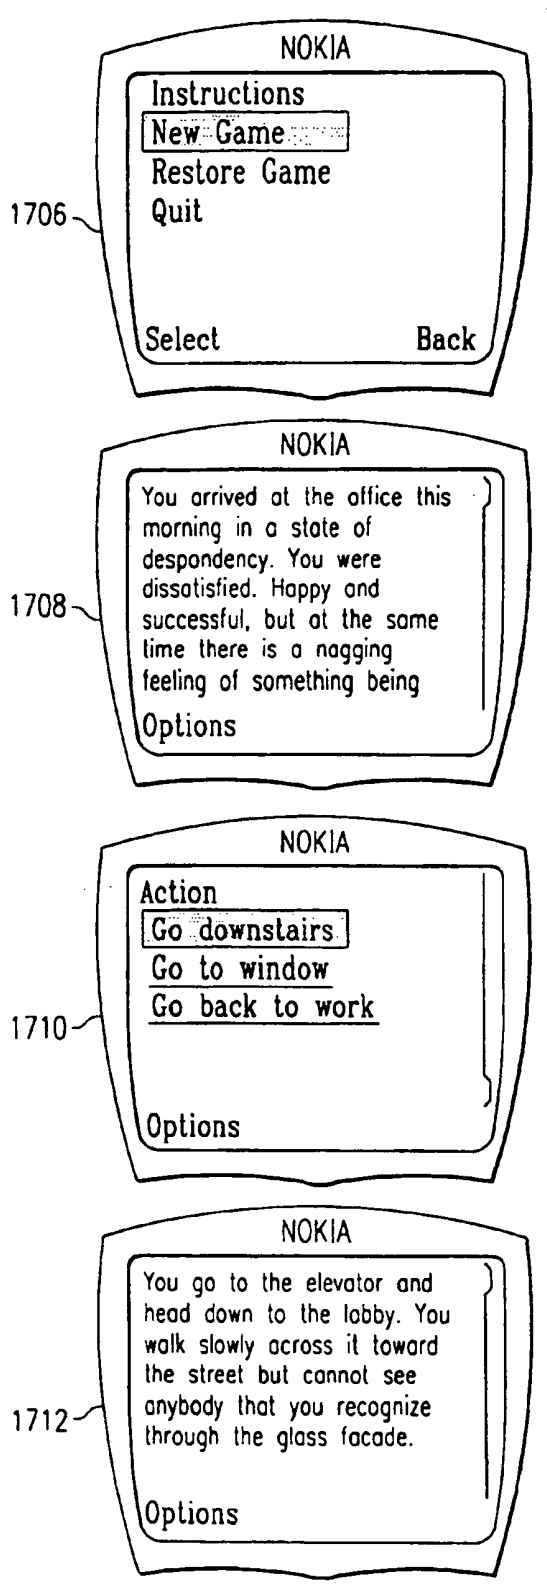 NOKIA
Instructions
New Game
Restore Game
1706
Quit
Select Back
NOKIA
You arrived at the office this
morning in a state of
despondency. You were
dissatisfied. Happy and
1708
successful, but at the same
time there is a nagging
feeling of something being
Options
NOKIA
Action
Go downstairs
Go to window
Go back to work
1710
Options
NOKIA
You go to the elevator and
head down to the lobby. You
walk slowly across it toward
the street but cannot see
anybody that you recognize
1712
through the glass facade.
Options